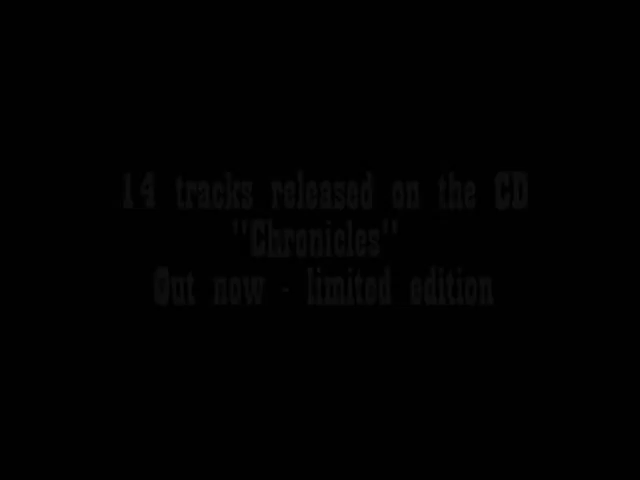 14 tracks released on the CD
"Chronicles"
Out now - limited edition